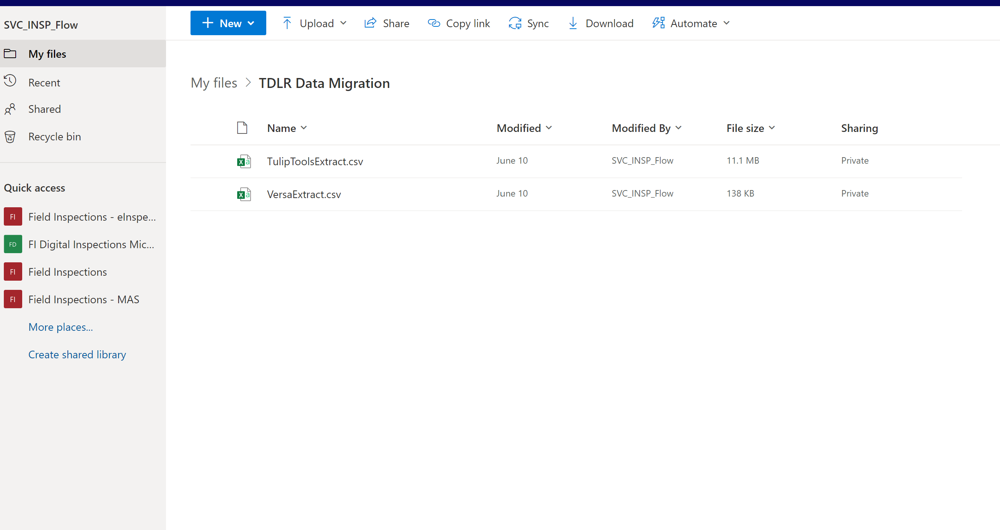 SVC_INSP_Flow
My files
Recent
Shared
Recycle bin
Quick access
FI Field Inspections - eInspe...
FD FI Digital Inspections Mic...
FI Field Inspections
FI Field Inspections - MAS
More places...
Create shared library
New Upload Share Copy link Sync Download Automate
My files > TDLR Data Migration
Name Modified Modified By File size Sharing
TulipToolsExtract.csv June 10 SVC_INSP_Flow 11.1 MB Private
VersaExtract.csv June 10 SVC_INSP_Flow 138 KB Private